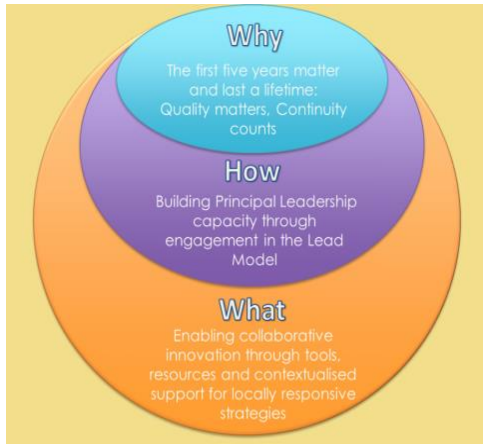 Why
The first five years matter
and last a lifetime:
Quality matters, Continuity
counts
How
Building Principal Leadership
capacity through
engagement in the Lead
Model
What
Enabling collaborative
innovation through tools,
resources and contextualised
support for locally responsive
strategies